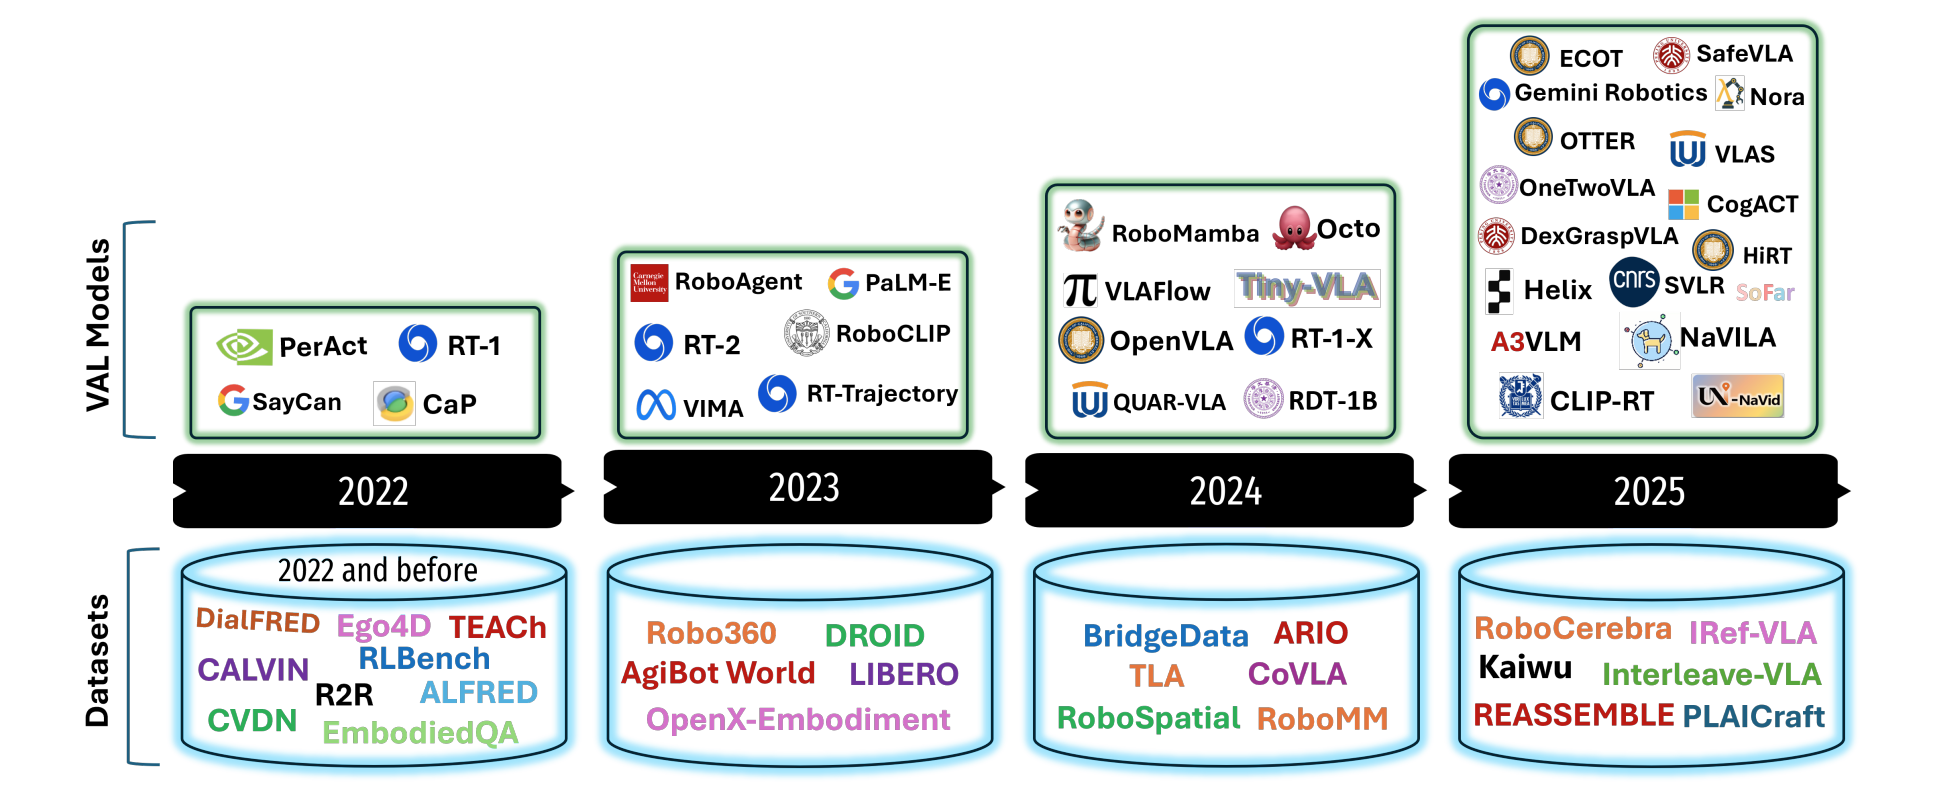 VAL Models
PerAct RT-1
SayCan CaP
Carnegie
Mellon
University
RoboAgent PaLM-E
RT-2 RoboCLIP
VIMA RT-Trajectory
RoboMamba Octo
π VLAFlow Tiny-VLA
OpenVLA RT-1-X
QUAR-VLA RDT-1B
ECOT SafeVLA
Gemini Robotics Nora
OTTER VLAS
OneTwoVLA CogACT
DexGraspVLA HiRT
Helix cnrs SVLR SoFar
A3VLM NaVILA
CLIP-RT UNi-NaVid
2022 2023 2024 2025
Datasets
2022 and before
DialFRED Ego4D TEACh
CALVIN RLBench
R2R ALFRED
CVDN EmbodiedQA
Robo360 DROID
AgiBot World LIBERO
OpenX-Embodiment
BridgeData ARIO
TLA CoVLA
RoboSpatial RoboMM
RoboCerebra IRef-VLA
Kaiwu Interleave-VLA
REASSEMBLE PLAICraft